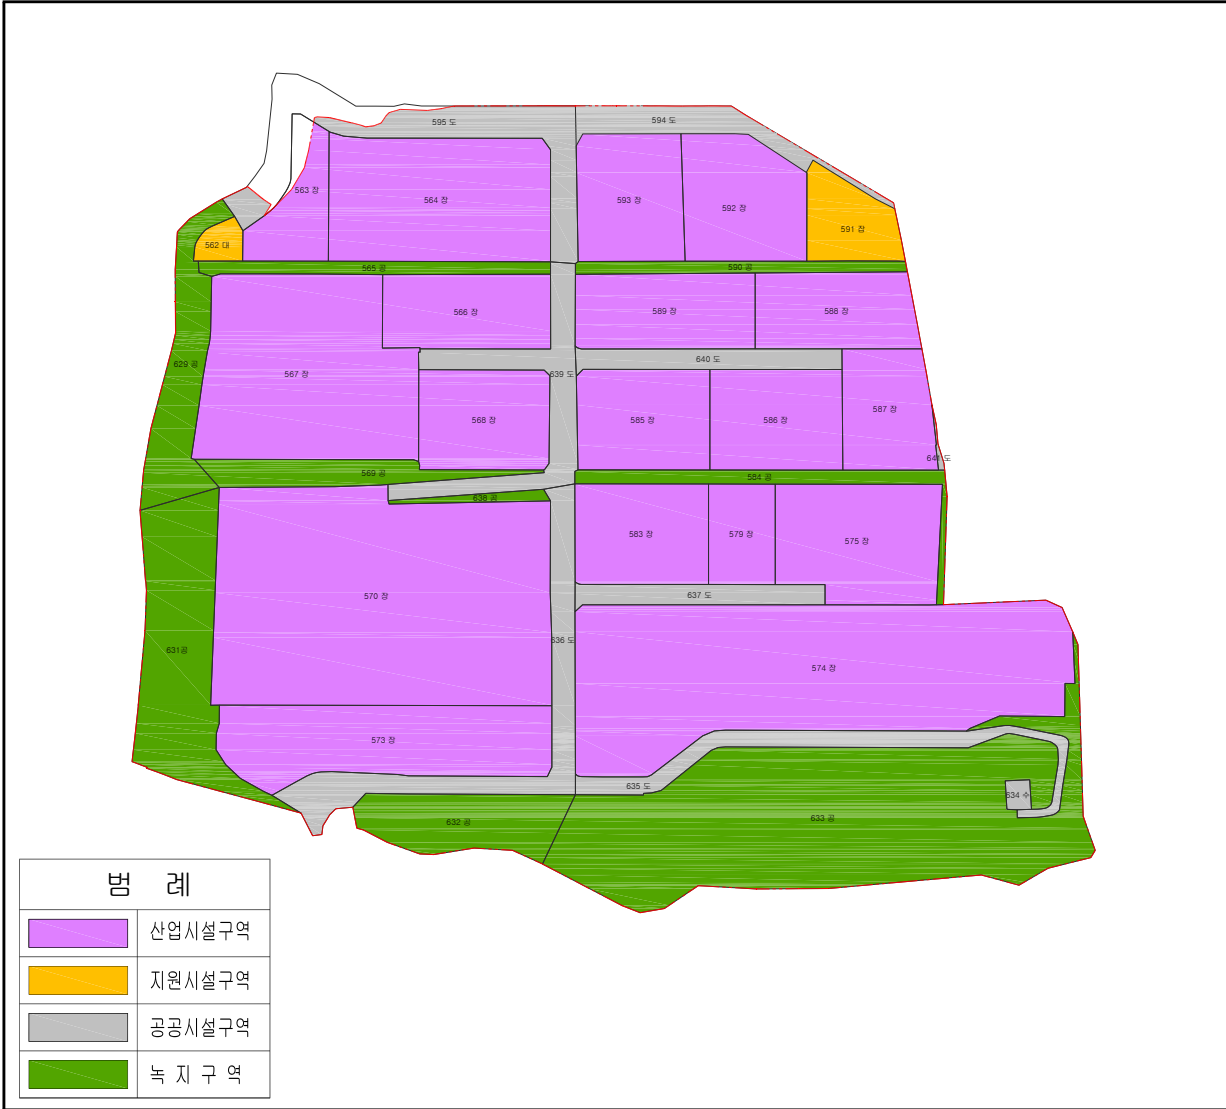 595 도
594 도
563 장
564 장
593 장
592 장
591 잡
562 대
565 공
590 공
566 장
589 장
588 장
629 공
567 장
639 도
640 도
568 장
585 장
586 장
587 장
641 도
569 공
584 공
638 공
583 장
579 장
575 장
570 장
637 도
636 도
631공
574 장
573 장
635 도
634 수
632 공
633 공
범 례
산업시설구역
지원시설구역
공공시설구역
녹 지 구 역